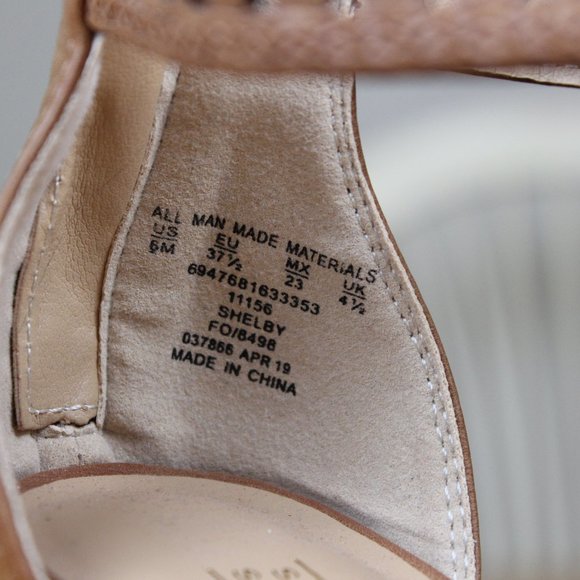 ALL MAN MADE MATERIALS
US EU MX UK
6M 37½ 23 4½
6947681633353
11156
SHELBY
FO/8498
037866 APR 19
MADE IN CHINA